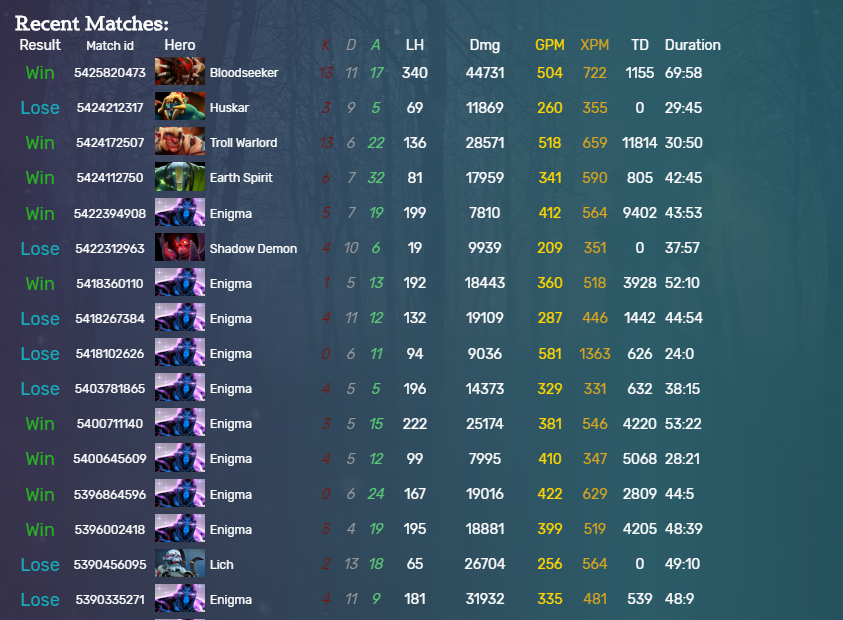 Recent Matches:
Result Match id Hero K D A LH Dmg GPM XPM TD Duration
Win 5425820473 Bloodseeker 13 11 17 340 44731 504 722 1155 69:58
Lose 5424212317 Huskar 3 9 5 69 11869 260 355 0 29:45
Win 5424172507 Troll Warlord 13 6 22 136 28571 518 659 11814 30:50
Win 5424112750 Earth Spirit 6 7 32 81 17959 341 590 805 42:45
Win 5422394908 Enigma 5 7 19 199 7810 412 564 9402 43:53
Lose 5422312963 Shadow Demon 4 10 6 19 9939 209 351 0 37:57
Win 5418360110 Enigma 1 5 13 192 18443 360 518 3928 52:10
Lose 5418267384 Enigma 4 11 12 132 19109 287 446 1442 44:54
Lose 5418102626 Enigma 0 6 11 94 9036 581 1363 626 24:0
Lose 5403781865 Enigma 4 5 5 196 14373 329 331 632 38:15
Win 5400711140 Enigma 3 5 15 222 25174 381 546 4220 53:22
Win 5400645609 Enigma 4 5 12 99 7995 410 347 5068 28:21
Win 5396864596 Enigma 0 6 24 167 19016 422 629 2809 44:5
Win 5396002418 Enigma 5 4 19 195 18881 399 519 4205 48:39
Lose 5390456095 Lich 2 13 18 65 26704 256 564 0 49:10
Lose 5390335271 Enigma 4 11 9 181 31932 335 481 539 48:9